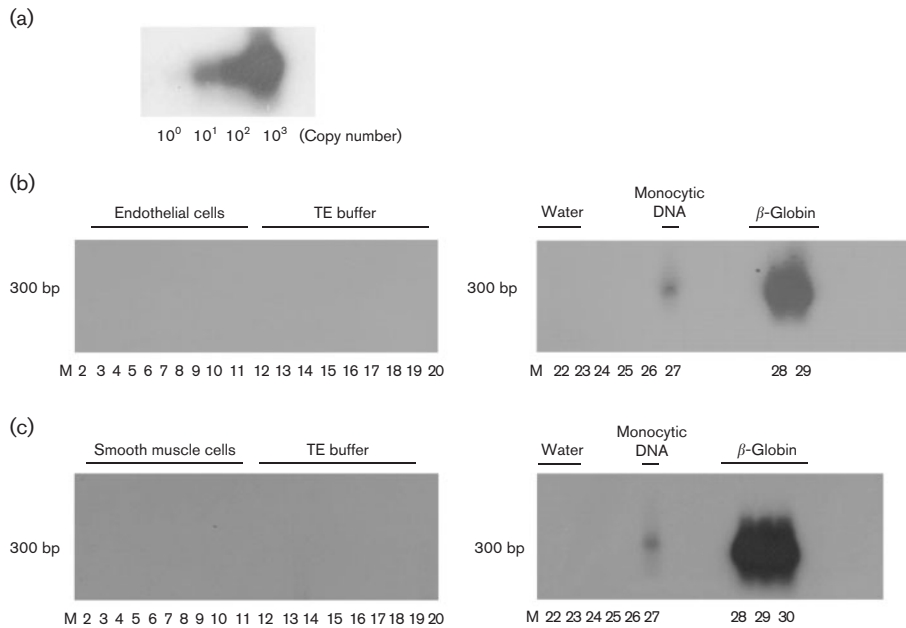 (a)
10⁰ 10¹ 10² 10³ (Copy number)
(b)
Endothelial cells TE buffer Water Monocytic DNA β-Globin
300 bp 300 bp
M 2 3 4 5 6 7 8 9 10 11 12 13 14 15 16 17 18 19 20 M 22 23 24 25 26 27 28 29
(c)
Smooth muscle cells TE buffer Water Monocytic DNA β-Globin
300 bp 300 bp
M 2 3 4 5 6 7 8 9 10 11 12 13 14 15 16 17 18 19 20 M 22 23 24 25 26 27 28 29 30